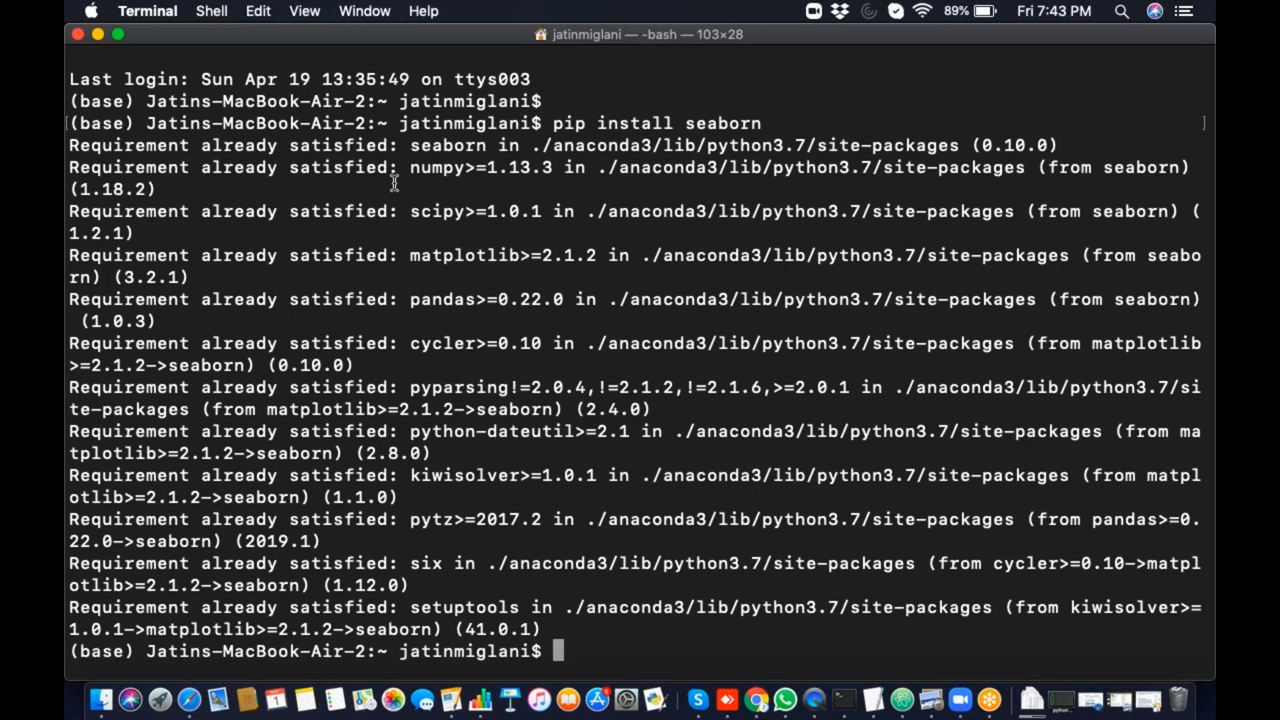 Terminal Shell Edit View Window Help 89% Fri 7:43 PM
jatinmiglani — -bash — 103×28
Last login: Sun Apr 19 13:35:49 on ttys003
(base) Jatins-MacBook-Air-2:~ jatinmiglani$
[(base) Jatins-MacBook-Air-2:~ jatinmiglani$ pip install seaborn ]
Requirement already satisfied: seaborn in ./anaconda3/lib/python3.7/site-packages (0.10.0)
Requirement already satisfied: numpy>=1.13.3 in ./anaconda3/lib/python3.7/site-packages (from seaborn)
(1.18.2)
Requirement already satisfied: scipy>=1.0.1 in ./anaconda3/lib/python3.7/site-packages (from seaborn) (
1.2.1)
Requirement already satisfied: matplotlib>=2.1.2 in ./anaconda3/lib/python3.7/site-packages (from seabo
rn) (3.2.1)
Requirement already satisfied: pandas>=0.22.0 in ./anaconda3/lib/python3.7/site-packages (from seaborn)
(1.0.3)
Requirement already satisfied: cycler>=0.10 in ./anaconda3/lib/python3.7/site-packages (from matplotlib
>=2.1.2->seaborn) (0.10.0)
Requirement already satisfied: pyparsing!=2.0.4,!=2.1.2,!=2.1.6,>=2.0.1 in ./anaconda3/lib/python3.7/si
te-packages (from matplotlib>=2.1.2->seaborn) (2.4.0)
Requirement already satisfied: python-dateutil>=2.1 in ./anaconda3/lib/python3.7/site-packages (from ma
tplotlib>=2.1.2->seaborn) (2.8.0)
Requirement already satisfied: kiwisolver>=1.0.1 in ./anaconda3/lib/python3.7/site-packages (from matpl
otlib>=2.1.2->seaborn) (1.1.0)
Requirement already satisfied: pytz>=2017.2 in ./anaconda3/lib/python3.7/site-packages (from pandas>=0.
22.0->seaborn) (2019.1)
Requirement already satisfied: six in ./anaconda3/lib/python3.7/site-packages (from cycler>=0.10->matpl
otlib>=2.1.2->seaborn) (1.12.0)
Requirement already satisfied: setuptools in ./anaconda3/lib/python3.7/site-packages (from kiwisolver>=
1.0.1->matplotlib>=2.1.2->seaborn) (41.0.1)
(base) Jatins-MacBook-Air-2:~ jatinmiglani$